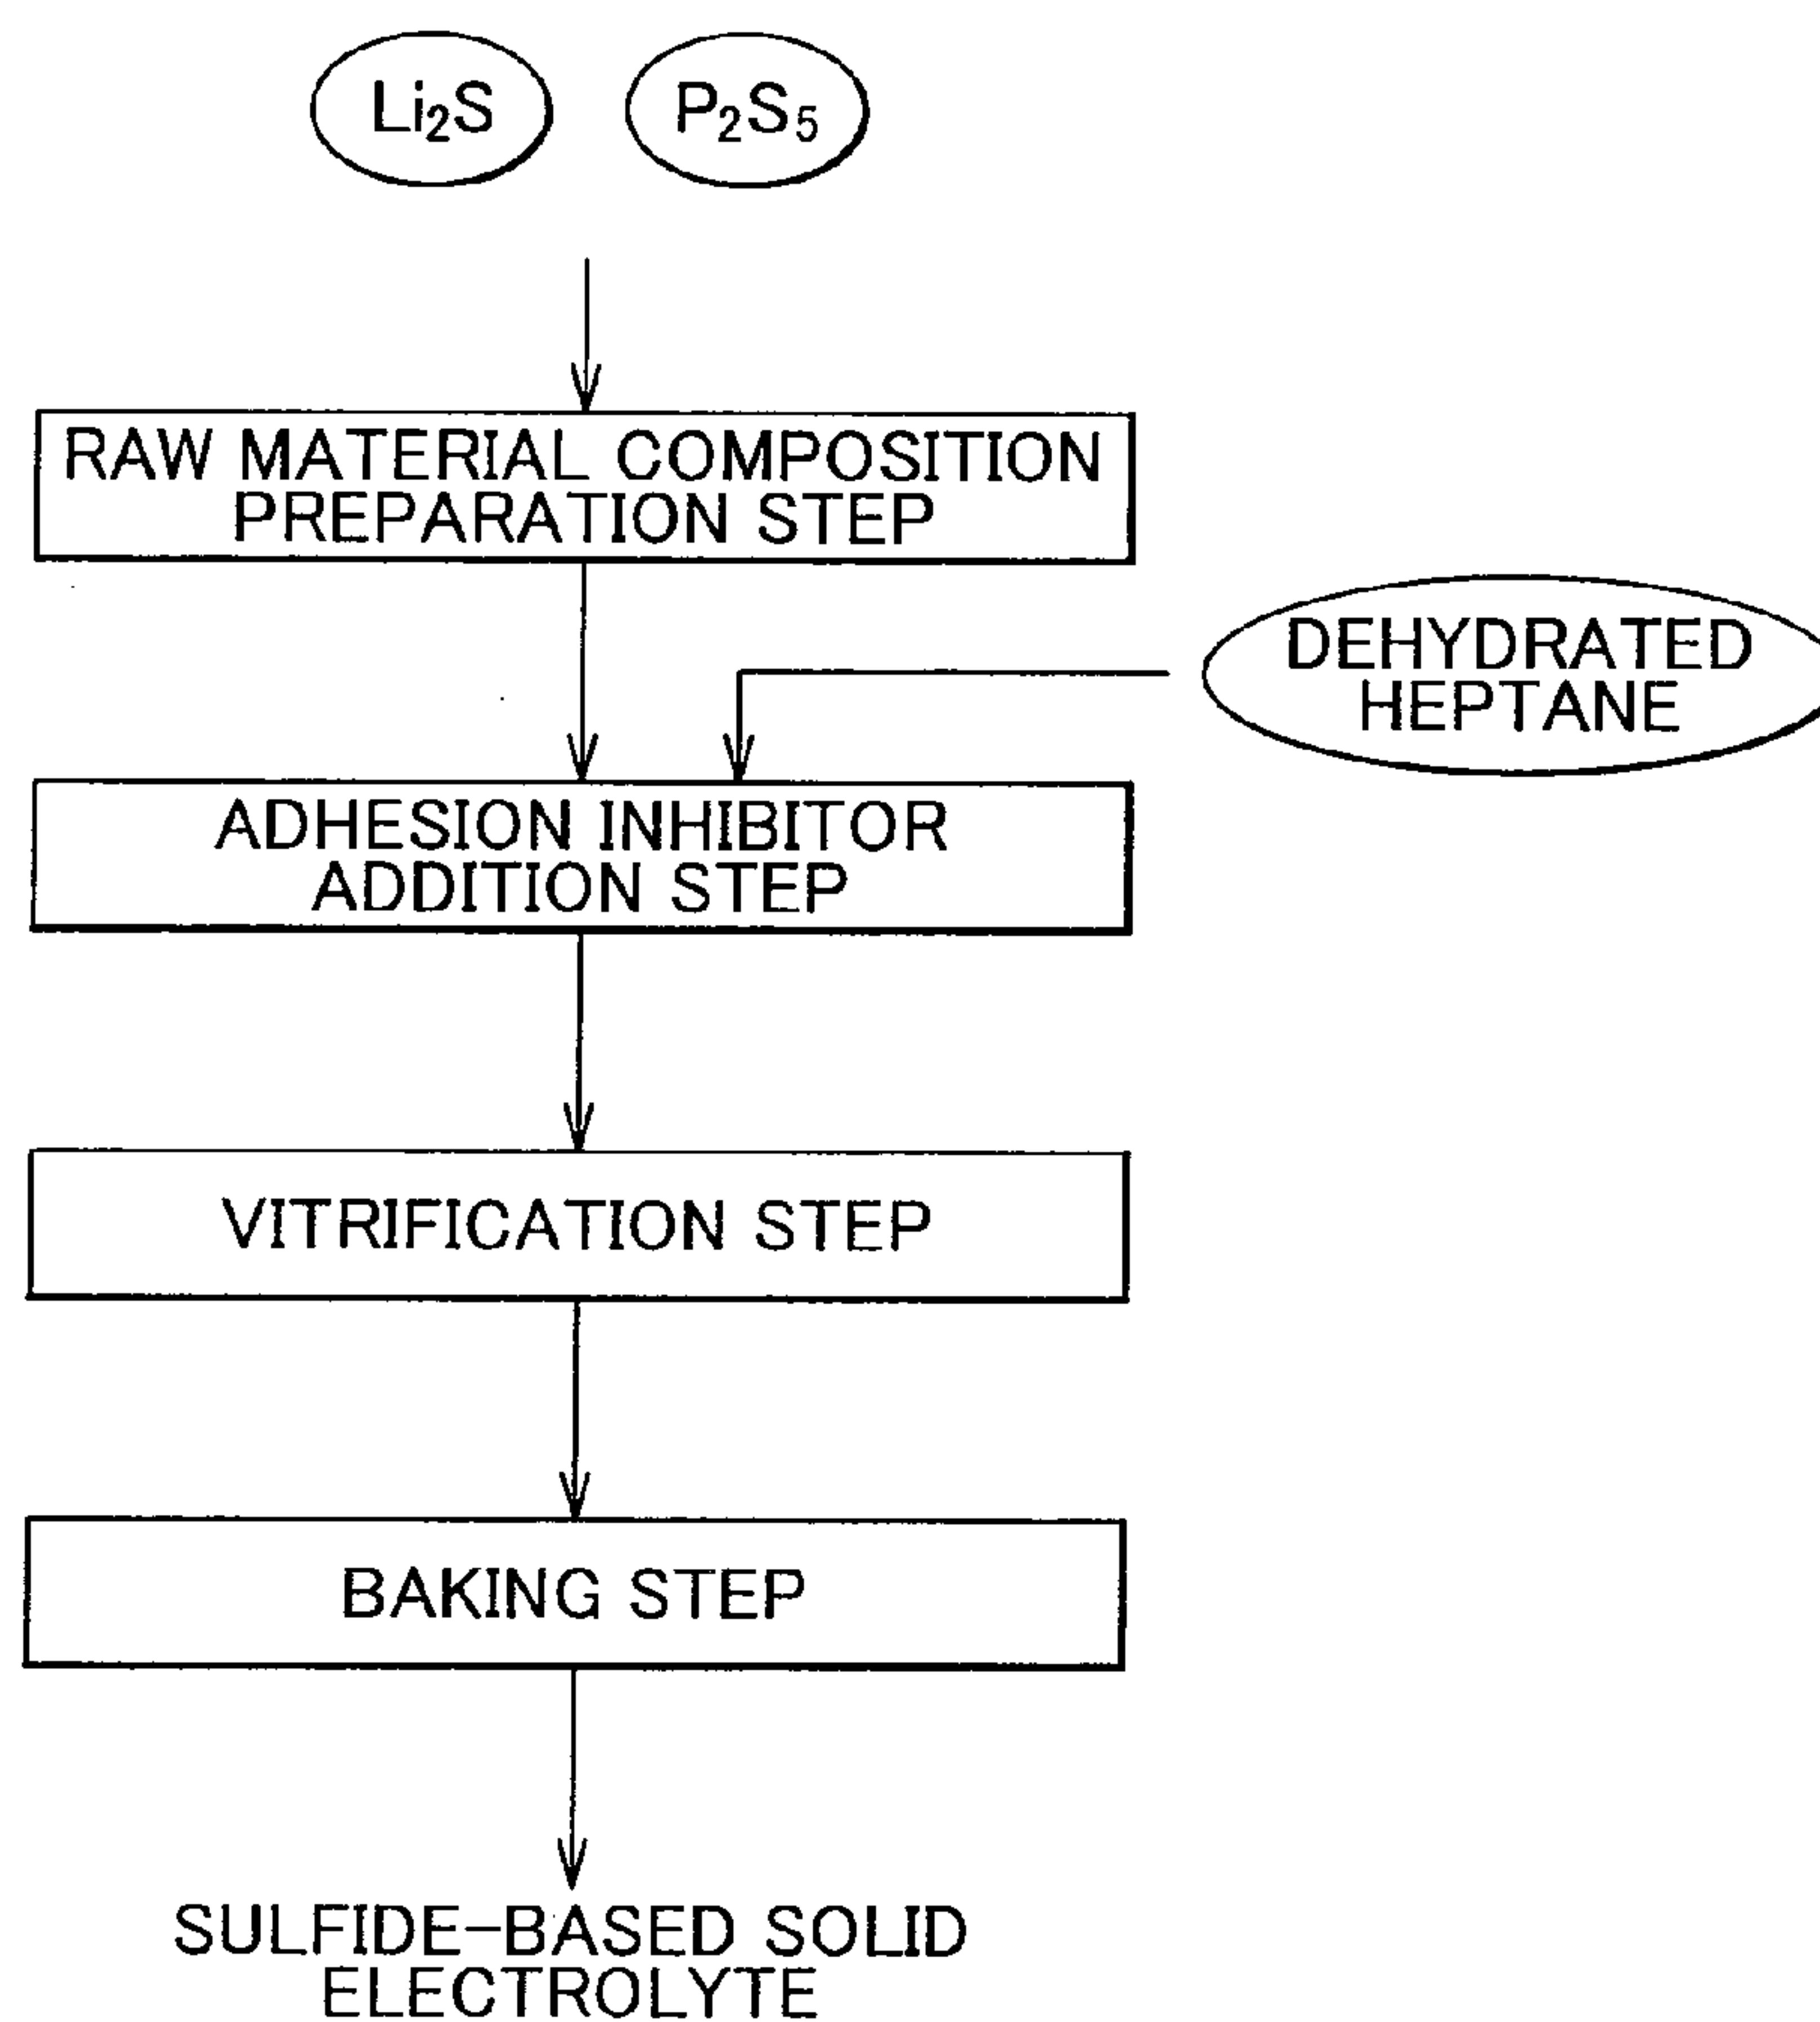 Li₂S
P₂S₅
RAW MATERIAL COMPOSITION
PREPARATION STEP
DEHYDRATED
HEPTANE
ADHESION INHIBITOR
ADDITION STEP
VITRIFICATION STEP
BAKING STEP
SULFIDE-BASED SOLID
ELECTROLYTE